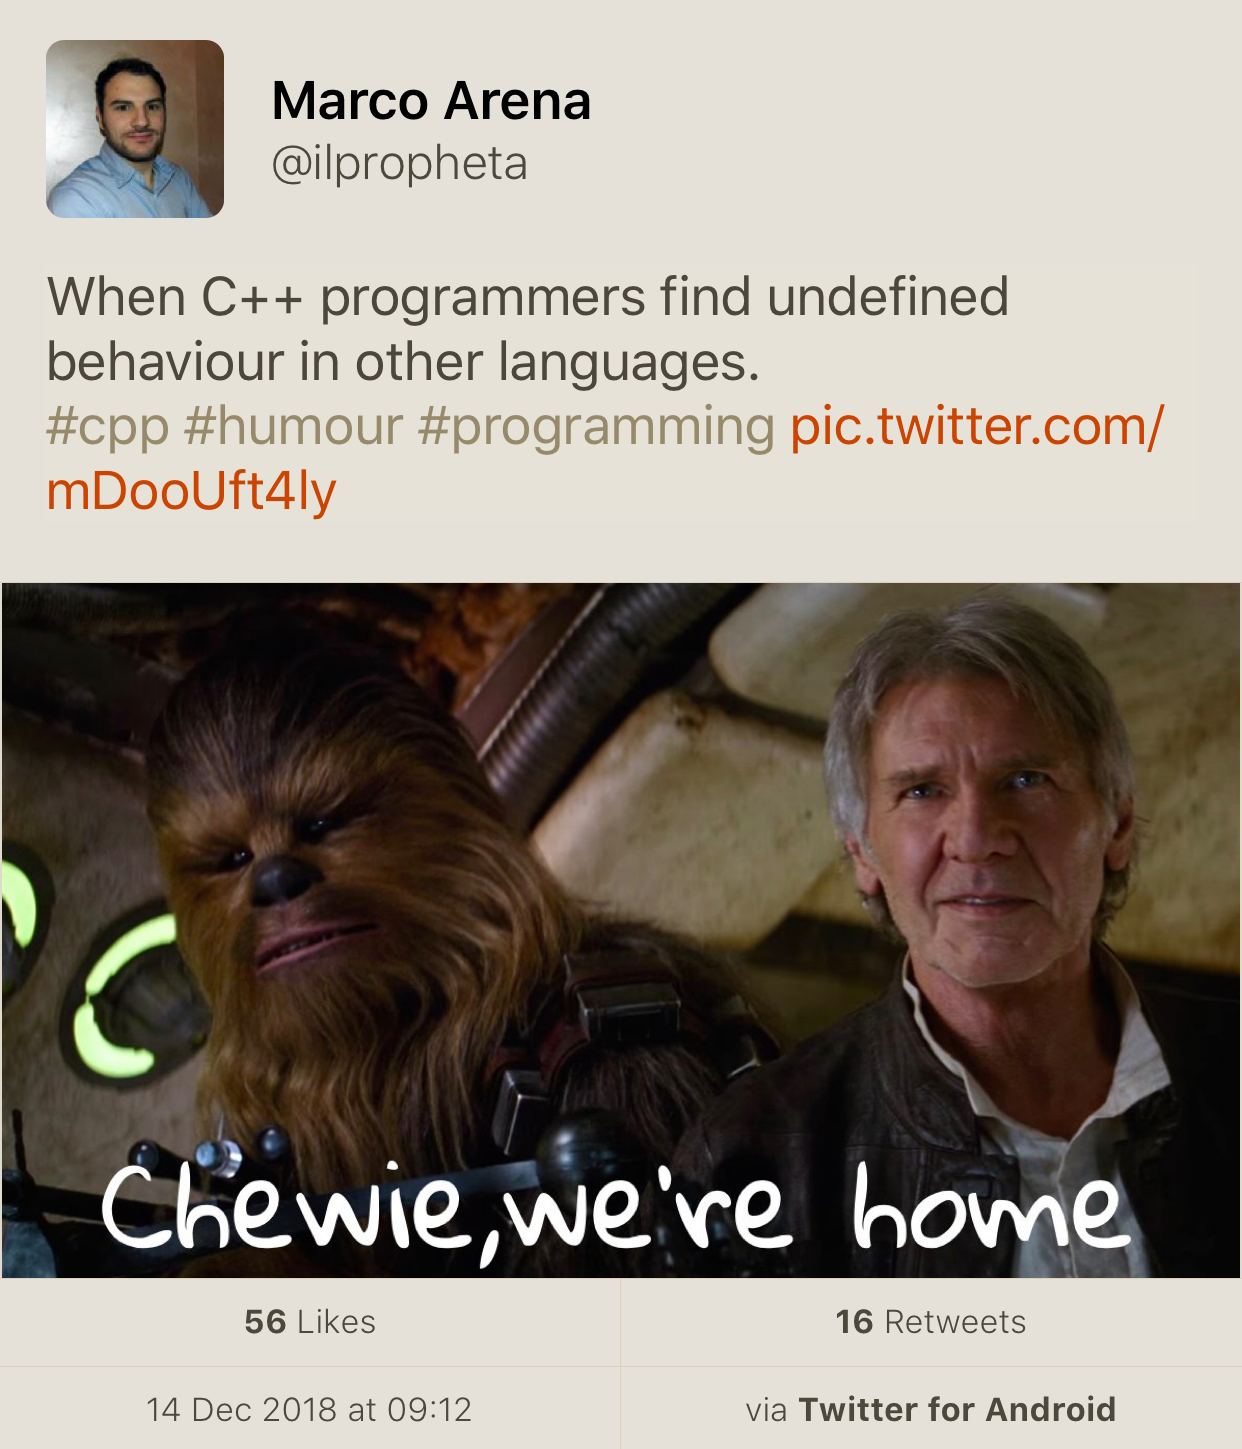 Marco Arena
@ilpropheta
When C++ programmers find undefined
behaviour in other languages.
#cpp #humour #programming pic.twitter.com/
mDooUft4ly
Chewie, we're home
56 Likes
16 Retweets
14 Dec 2018 at 09:12
via Twitter for Android